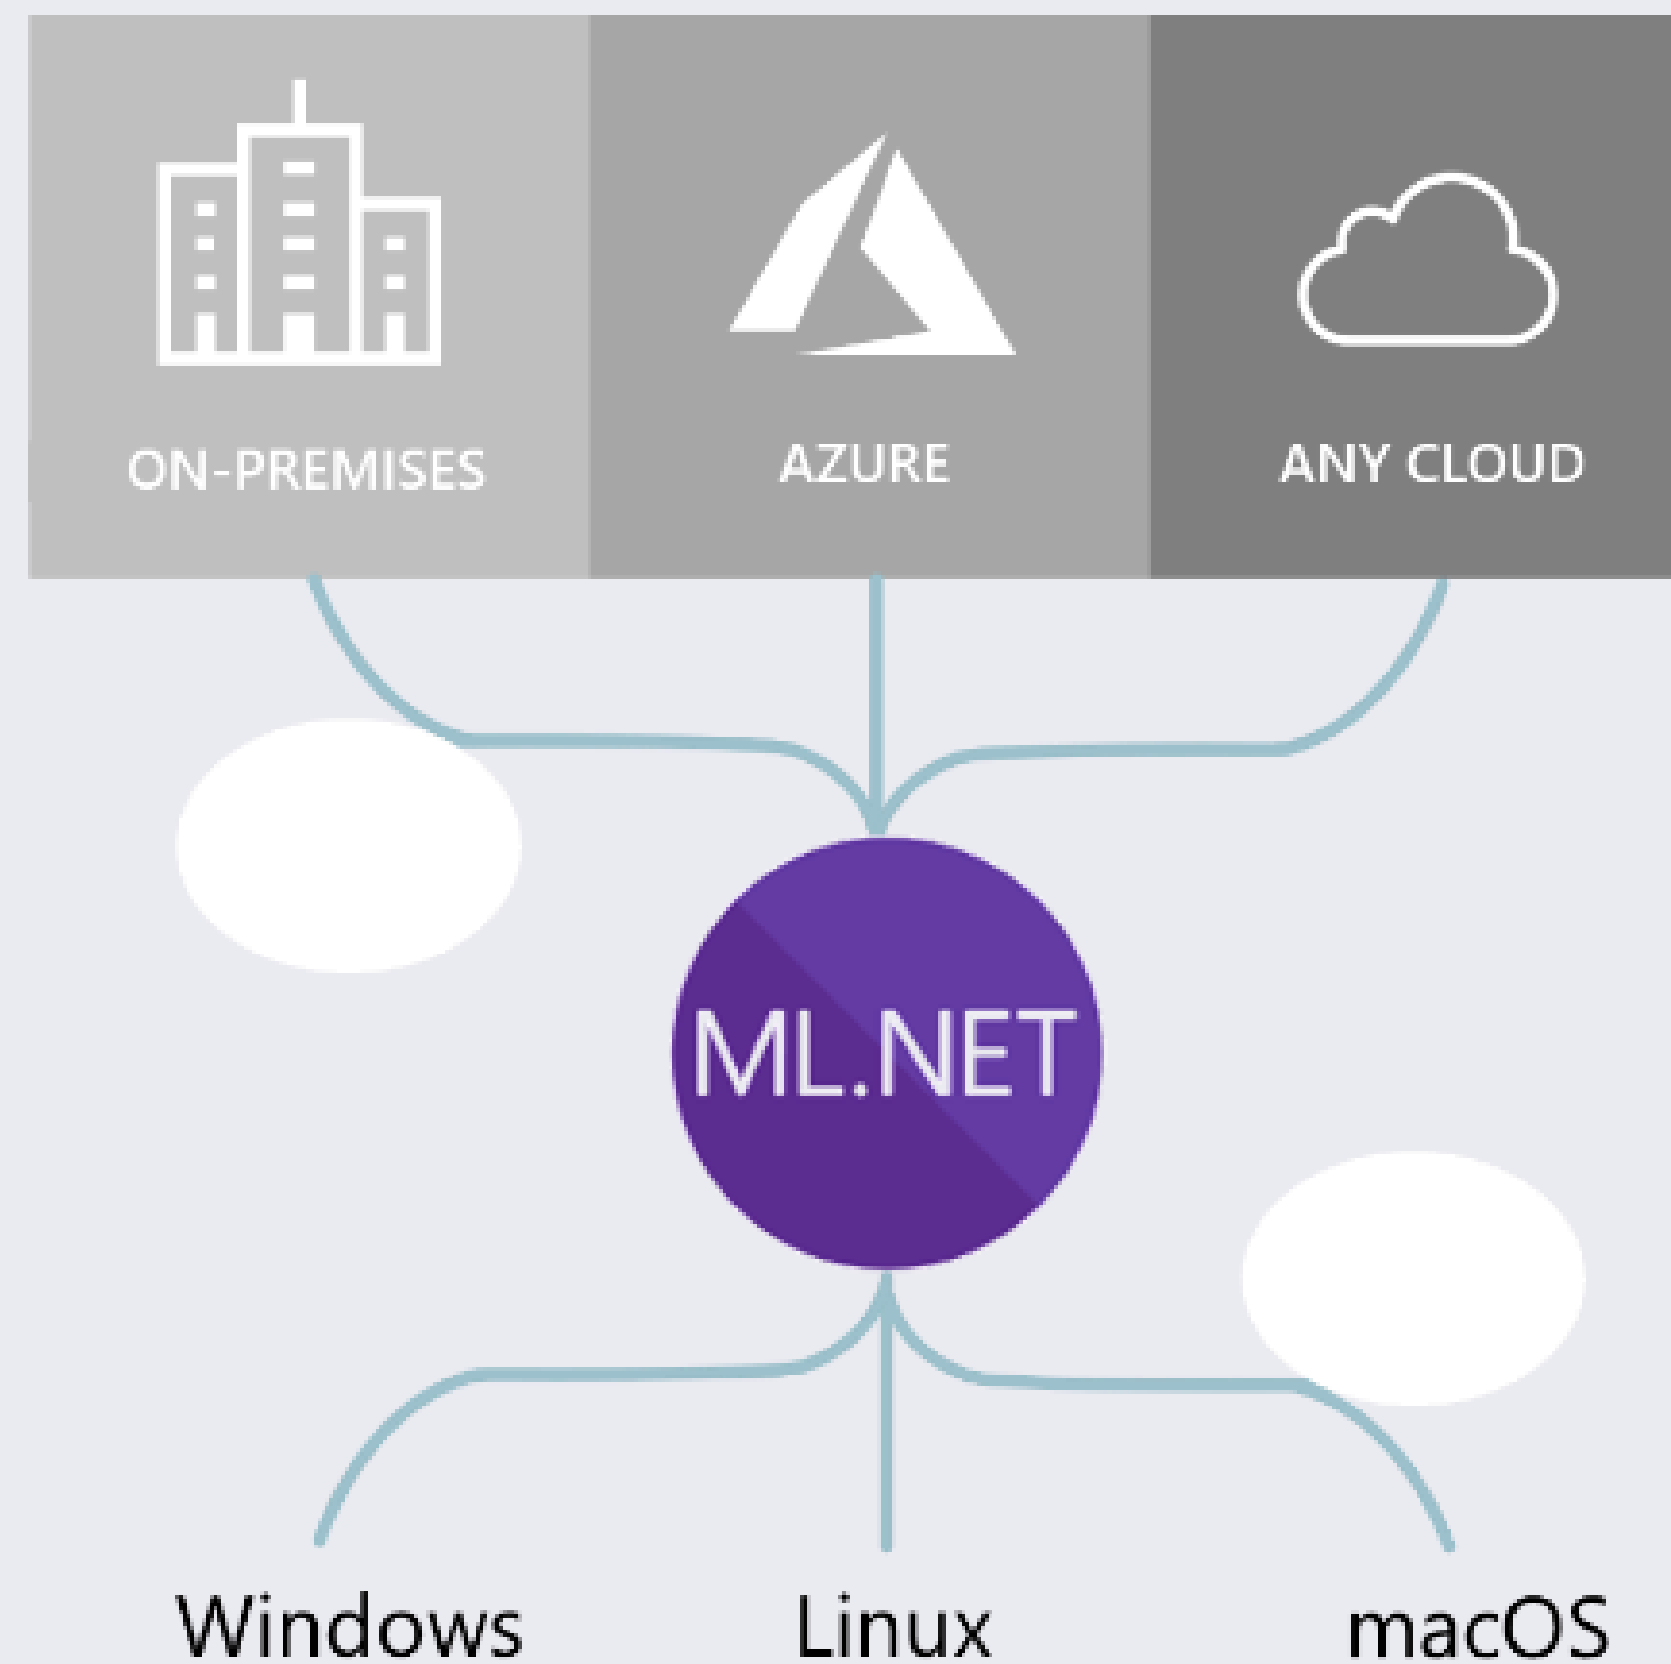 ON-PREMISES
AZURE
ANY CLOUD
ML.NET
Windows
Linux
macOS